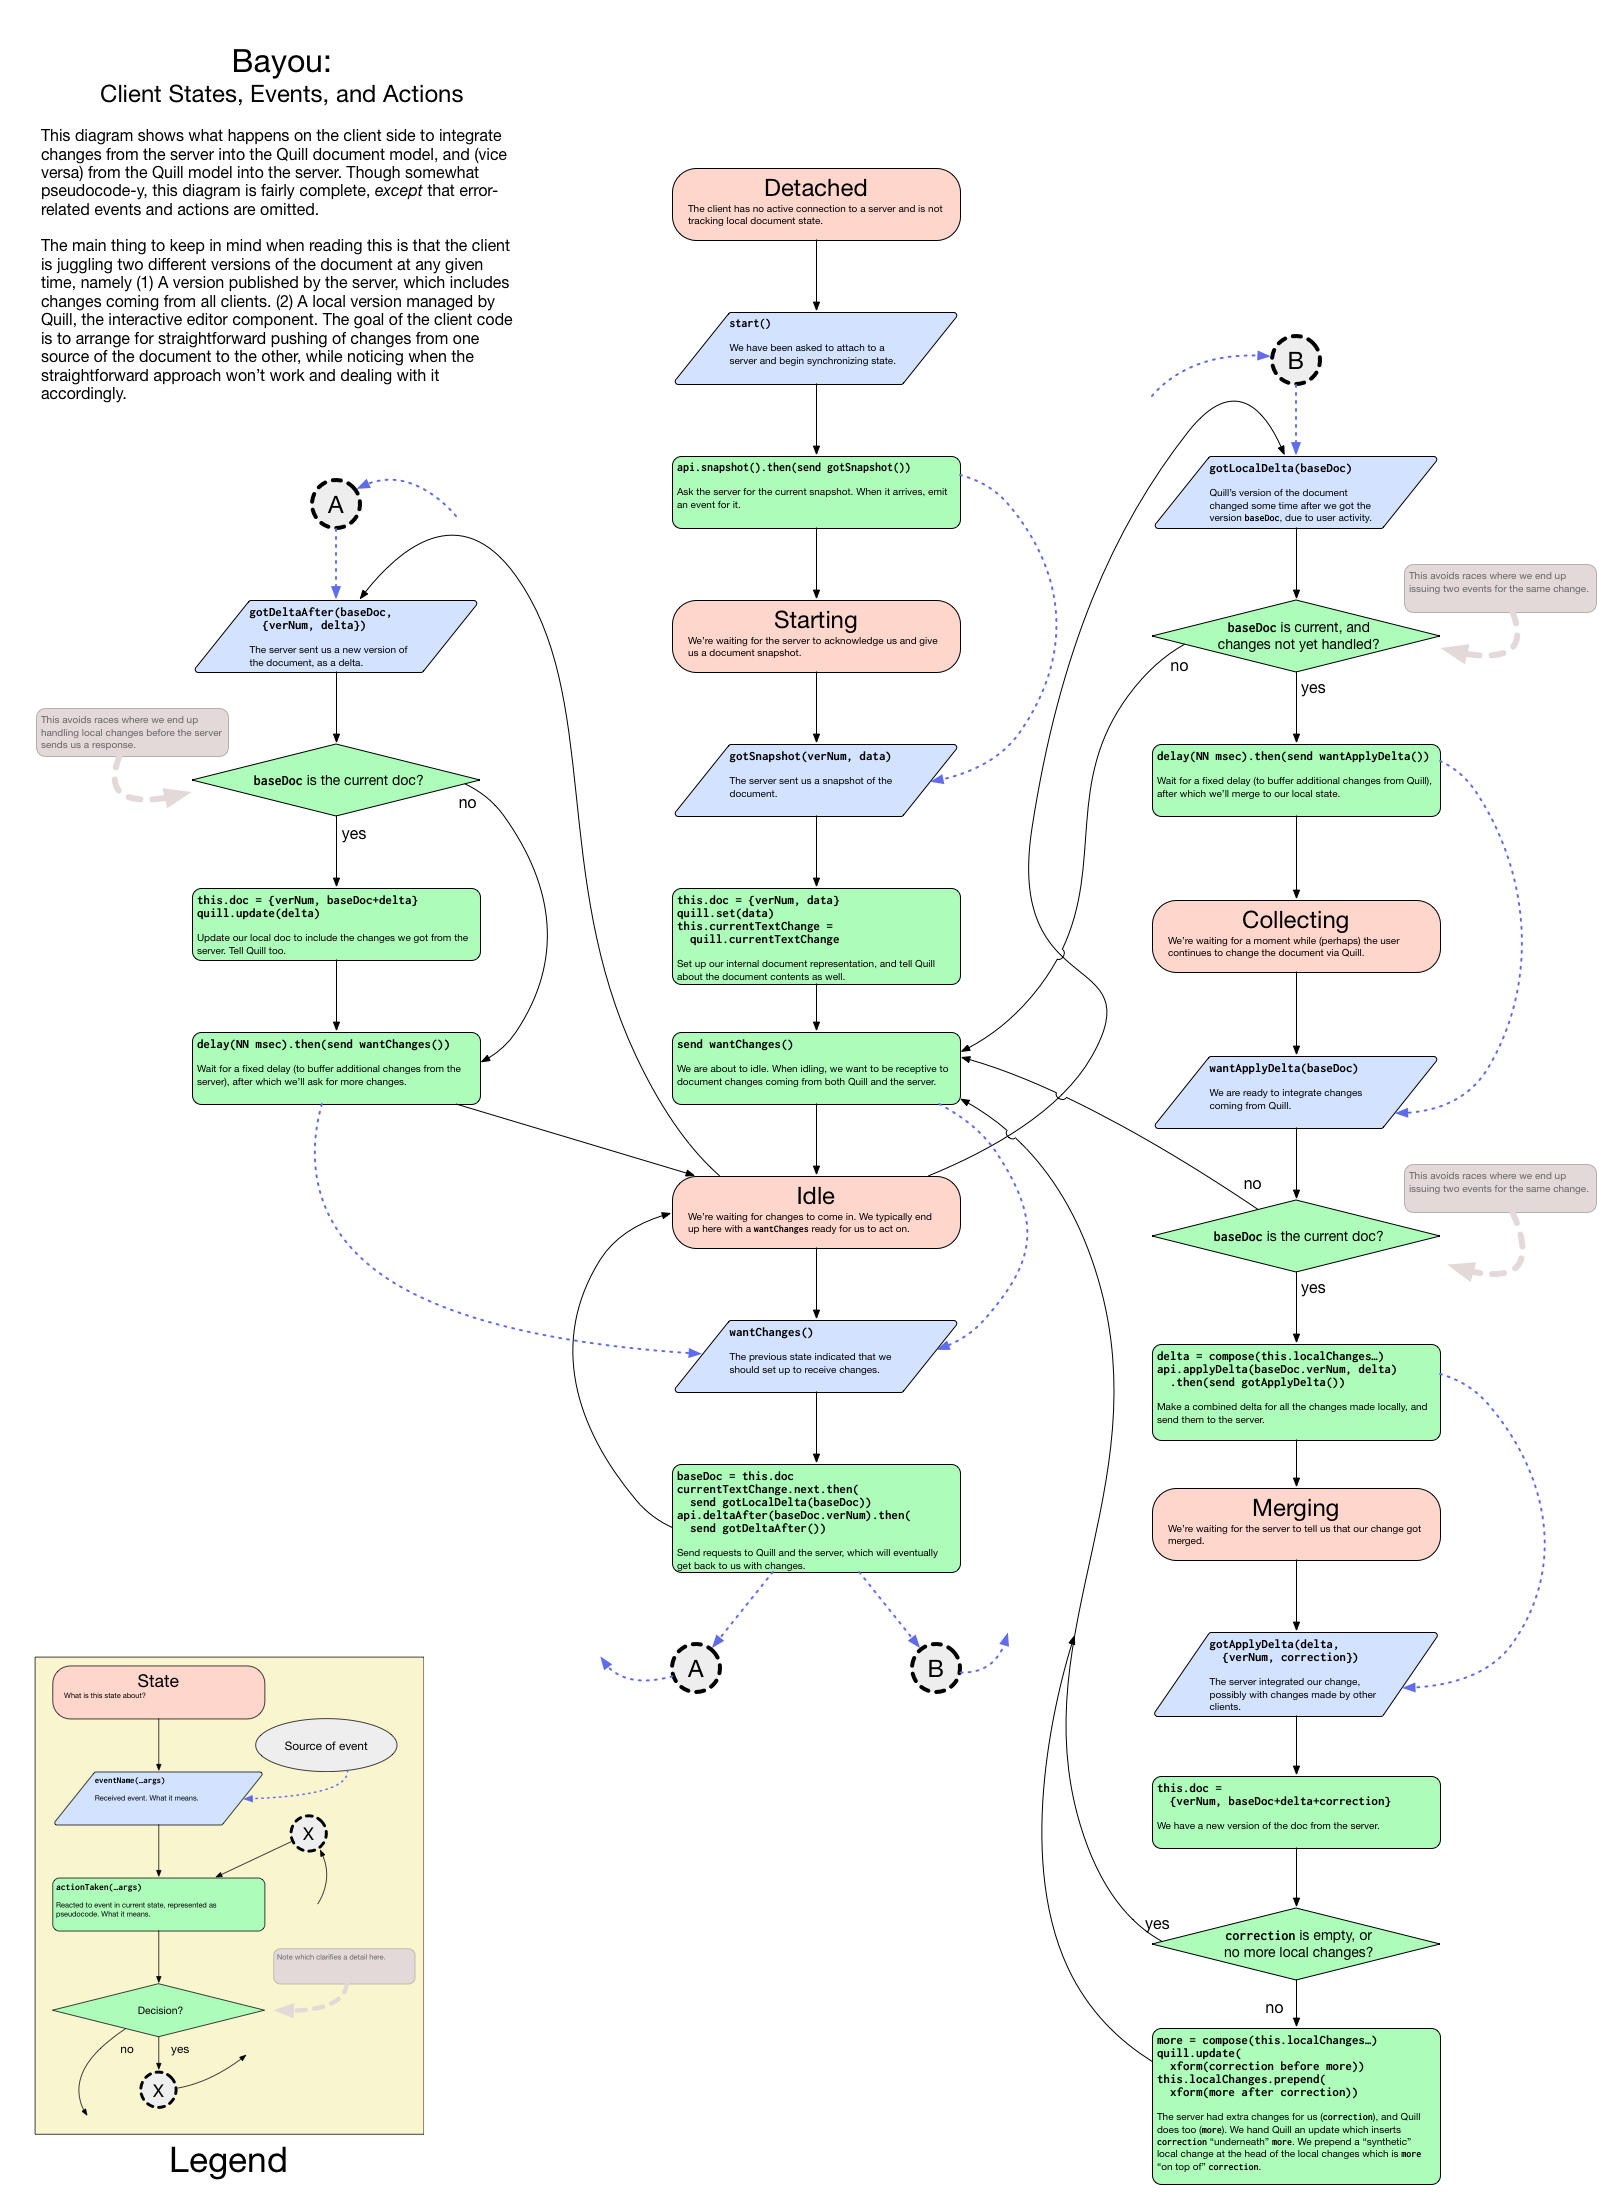 Bayou:
Client States, Events, and Actions
This diagram shows what happens on the client side to integrate
changes from the server into the Quill document model, and (vice
versa) from the Quill model into the server. Though somewhat
pseudocode-y, this diagram is fairly complete, except that error-
related events and actions are omitted.
The main thing to keep in mind when reading this is that the client
is juggling two different versions of the document at any given
time, namely (1) A version published by the server, which includes
changes coming from all clients. (2) A local version managed by
Quill, the interactive editor component. The goal of the client code
is to arrange for straightforward pushing of changes from one
source of the document to the other, while noticing when the
straightforward approach won't work and dealing with it
accordingly.
A
gotDeltaAfter(baseDoc,
{verNum, delta})
The server sent us a new version of
the document, as a delta.
This avoids races where we end up
handling local changes before the server
sends us a response.
baseDoc is the current doc?
no
yes
this.doc = {verNum, baseDoc+delta}
quill.update(delta)
Update our local doc to include the changes we got from the
server. Tell Quill too.
delay(NN msec).then(send wantChanges())
Wait for a fixed delay (to buffer additional changes from the
server), after which we'll ask for more changes.
Detached
The client has no active connection to a server and is not
tracking local document state.
start()
We have been asked to attach to a
server and begin synchronizing state.
api.snapshot().then(send gotSnapshot())
Ask the server for the current snapshot. When it arrives, emit
an event for it.
Starting
We're waiting for the server to acknowledge us and give
us a document snapshot.
gotSnapshot(verNum, data)
The server sent us a snapshot of the
document.
this.doc = {verNum, data}
quill.set(data)
this.currentTextChange =
quill.currentTextChange
Set up our internal document representation, and tell Quill
about the document contents as well.
send wantChanges()
We are about to idle. When idling, we want to be receptive to
document changes coming from both Quill and the server.
Idle
We're waiting for changes to come in. We typically end
up here with a wantChanges ready for us to act on.
wantChanges()
The previous state indicated that we
should set up to receive changes.
baseDoc = this.doc
currentTextChange.next.then(
send gotLocalDelta(baseDoc))
api.deltaAfter(baseDoc.verNum).then(
send gotDeltaAfter())
Send requests to Quill and the server, which will eventually
get back to us with changes.
A
B
B
gotLocalDelta(baseDoc)
Quill's version of the document
changed some time after we got the
version baseDoc, due to user activity.
This avoids races where we end up
issuing two events for the same change.
baseDoc is current, and
changes not yet handled?
no
yes
delay(NN msec).then(send wantApplyDelta())
Wait for a fixed delay (to buffer additional changes from Quill),
after which we'll merge to our local state.
Collecting
We're waiting for a moment while (perhaps) the user
continues to change the document via Quill.
wantApplyDelta(baseDoc)
We are ready to integrate changes
coming from Quill.
This avoids races where we end up
issuing two events for the same change.
no
baseDoc is the current doc?
yes
delta = compose(this.localChanges…)
api.applyDelta(baseDoc.verNum, delta)
.then(send gotApplyDelta())
Make a combined delta for all the changes made locally, and
send them to the server.
Merging
We're waiting for the server to tell us that our change got
merged.
gotApplyDelta(delta,
{verNum, correction})
The server integrated our change,
possibly with changes made by other
clients.
this.doc =
{verNum, baseDoc+delta+correction}
We have a new version of the doc from the server.
yes
correction is empty, or
no more local changes?
no
more = compose(this.localChanges…)
quill.update(
xform(correction before more))
this.localChanges.prepend(
xform(more after correction))
The server had extra changes for us (correction), and Quill
does too (more). We hand Quill an update which inserts
correction “underneath” more. We prepend a “synthetic”
local change at the head of the local changes which is more
“on top of” correction.
State
What is this state about?
Source of event
eventName(…args)
Received event. What it means.
X
actionTaken(…args)
Reacted to event in current state, represented as
pseudocode. What it means.
Note which clarifies a detail here.
Decision?
no
yes
X
Legend